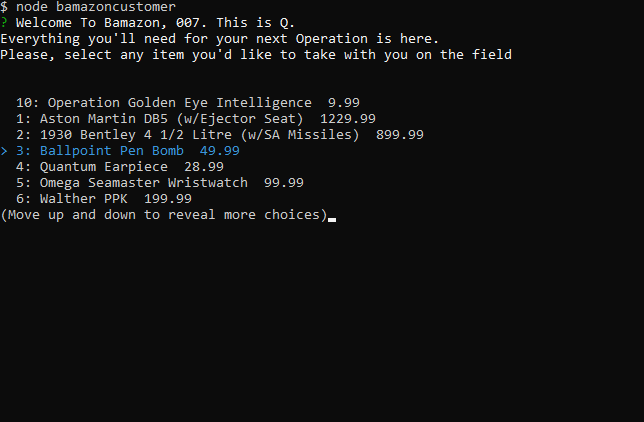 $ node bamazoncustomer
? Welcome To Bamazon, 007. This is Q.
Everything you'll need for your next Operation is here.
Please, select any item you'd like to take with you on the field
10: Operation Golden Eye Intelligence  9.99
1: Aston Martin DB5 (w/Ejector Seat)  1229.99
2: 1930 Bentley 4 1/2 Litre (w/SA Missiles)  899.99
> 3: Ballpoint Pen Bomb  49.99
4: Quantum Earpiece  28.99
5: Omega Seamaster Wristwatch  99.99
6: Walther PPK  199.99
(Move up and down to reveal more choices)